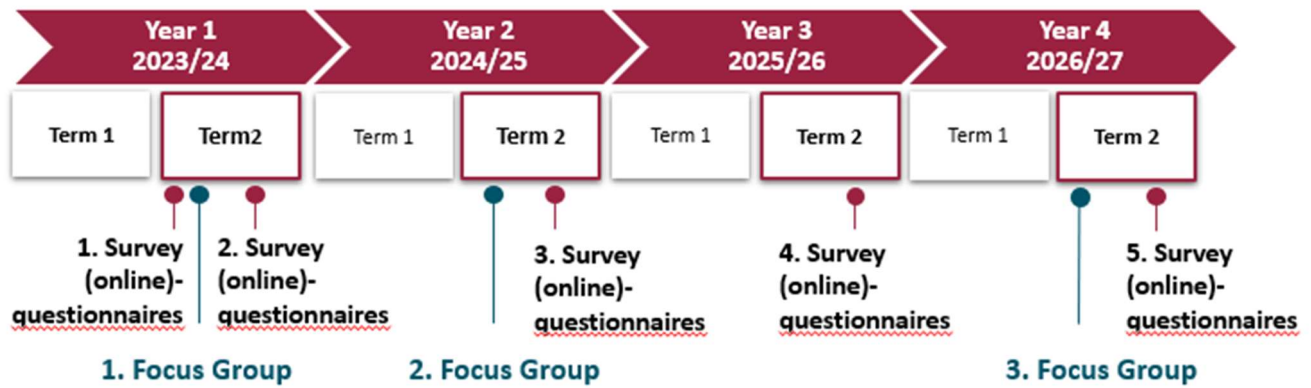 Year 1
2023/24
Year 2
2024/25
Year 3
2025/26
Year 4
2026/27
Term 1
Term2
Term 1
Term 2
Term 1
Term 2
Term 1
Term 2
1. Survey
(online)-
questionnaires
2. Survey
(online)-
questionnaires
3. Survey
(online)-
questionnaires
4. Survey
(online)-
questionnaires
5. Survey
(online)-
questionnaires
1. Focus Group
2. Focus Group
3. Focus Group